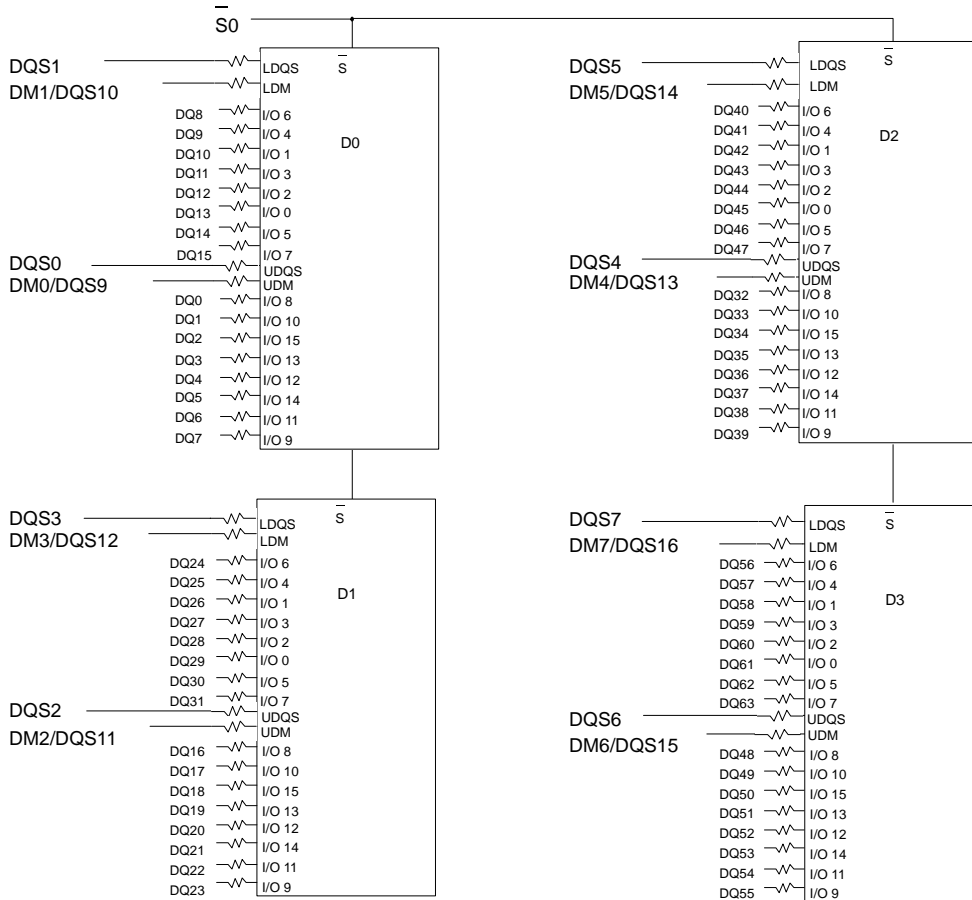 S0
DQS1
LDQS
S
DM1/DQS10
LDM
DQ8 I/O 6
DQ9 I/O 4
DQ10 I/O 1
D0
DQ11 I/O 3
DQ12 I/O 2
DQ13 I/O 0
DQ14 I/O 5
DQ15 I/O 7
DQS0
UDQS
DM0/DQS9
UDM
DQ0 I/O 8
DQ1 I/O 10
DQ2 I/O 15
DQ3 I/O 13
DQ4 I/O 12
DQ5 I/O 14
DQ6 I/O 11
DQ7 I/O 9
DQS5
LDQS
S
DM5/DQS14
LDM
DQ40 I/O 6
DQ41 I/O 4
DQ42 I/O 1
D2
DQ43 I/O 3
DQ44 I/O 2
DQ45 I/O 0
DQ46 I/O 5
DQ47 I/O 7
DQS4
UDQS
DM4/DQS13
UDM
DQ32 I/O 8
DQ33 I/O 10
DQ34 I/O 15
DQ35 I/O 13
DQ36 I/O 12
DQ37 I/O 14
DQ38 I/O 11
DQ39 I/O 9
DQS3
LDQS
S
DM3/DQS12
LDM
DQ24 I/O 6
DQ25 I/O 4
DQ26 I/O 1
D1
DQ27 I/O 3
DQ28 I/O 2
DQ29 I/O 0
DQ30 I/O 5
DQ31 I/O 7
DQS2
UDQS
DM2/DQS11
UDM
DQ16 I/O 8
DQ17 I/O 10
DQ18 I/O 15
DQ19 I/O 13
DQ20 I/O 12
DQ21 I/O 14
DQ22 I/O 11
DQ23 I/O 9
DQS7
LDQS
S
DM7/DQS16
LDM
DQ56 I/O 6
DQ57 I/O 4
DQ58 I/O 1
D3
DQ59 I/O 3
DQ60 I/O 2
DQ61 I/O 0
DQ62 I/O 5
DQ63 I/O 7
DQS6
UDQS
DM6/DQS15
UDM
DQ48 I/O 8
DQ49 I/O 10
DQ50 I/O 15
DQ51 I/O 13
DQ52 I/O 12
DQ53 I/O 14
DQ54 I/O 11
DQ55 I/O 9